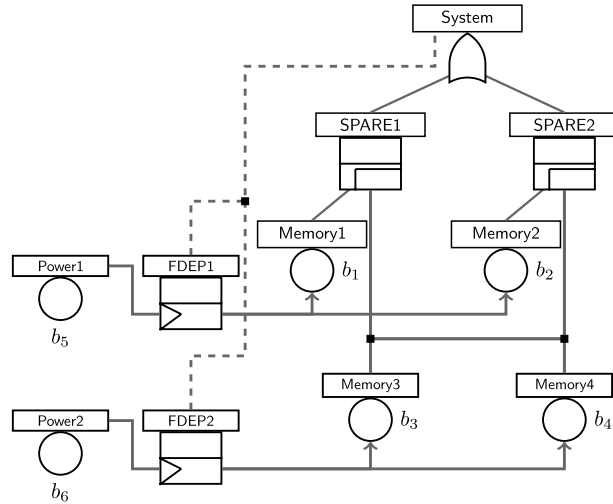 System
SPARE1
SPARE2
Memory1
Memory2
b₁
b₂
Power1
FDEP1
b₅
Memory3
Memory4
b₃
b₄
Power2
FDEP2
b₆